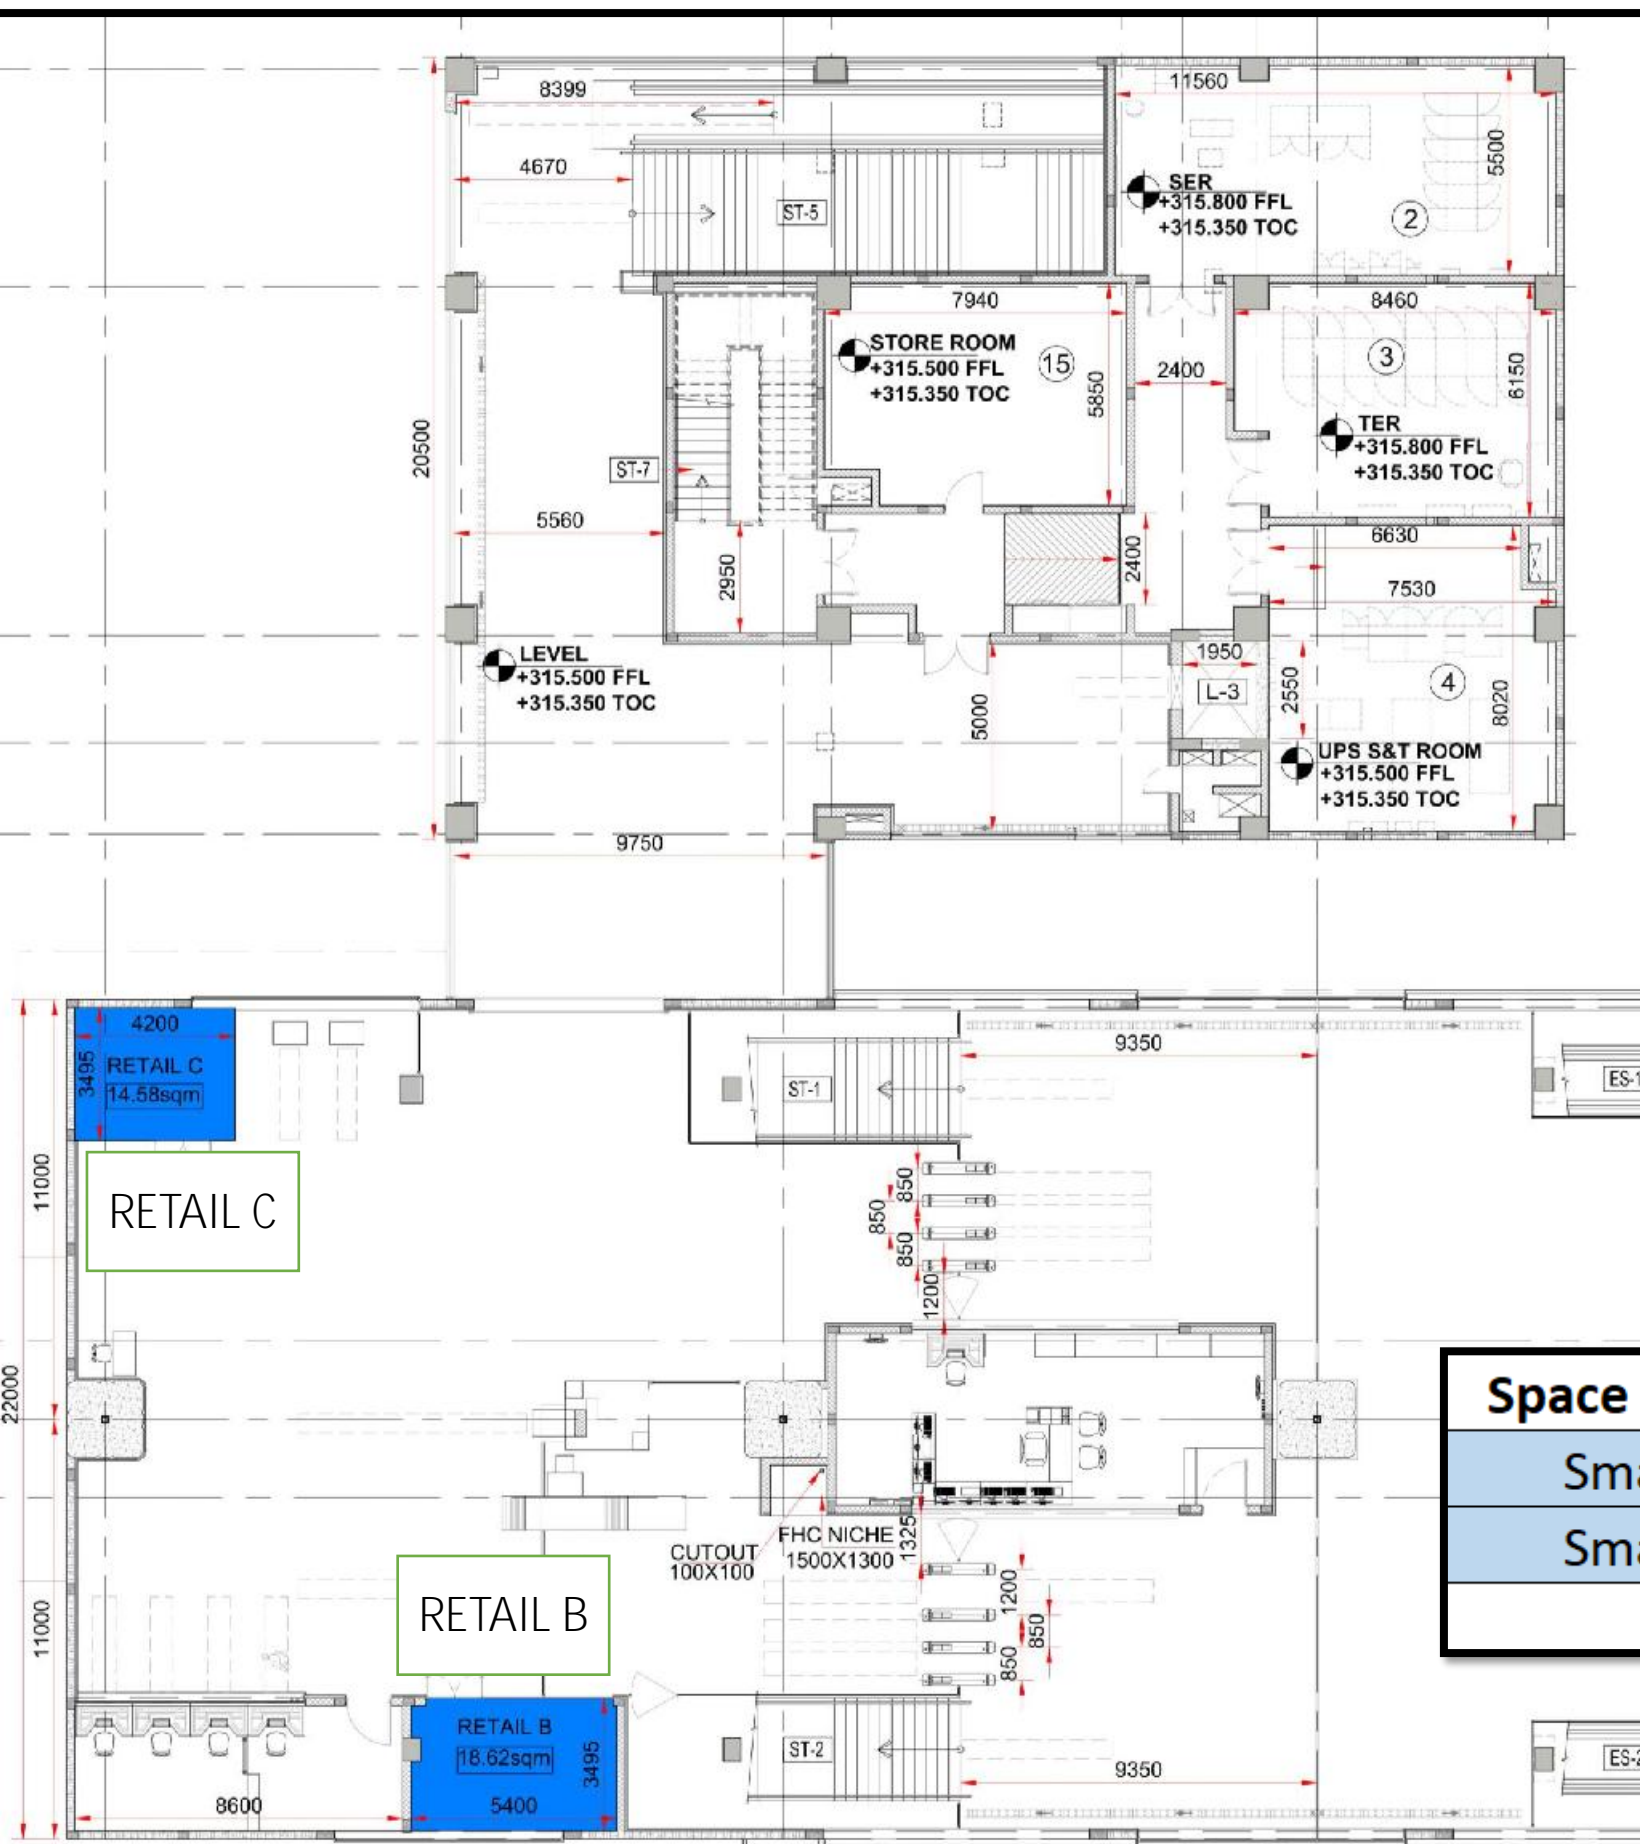 8399
11560
5500
4670
SER
+315.800 FFL
+315.350 TOC
ST-5
2
7940
8460
STORE ROOM
+315.500 FFL
+315.350 TOC
15
5850
2400
3
6150
TER
+315.800 FFL
+315.350 TOC
20500
ST-7
5560
2950
2400
6630
7530
LEVEL
+315.500 FFL
+315.350 TOC
5000
1950
L-3
2550
4
8020
UPS S&T ROOM
+315.500 FFL
+315.350 TOC
9750
4200
3495
RETAIL C
14.58sqm
ST-1
9350
ES-1
11000
RETAIL C
850
850
850
1200
22000
Space
CUTOUT
100X100
FHC NICHE
1500X1300
1325
RETAIL B
1200
850
850
11000
RETAIL B
18.62sqm
3495
5400
8600
ST-2
9350
ES-2